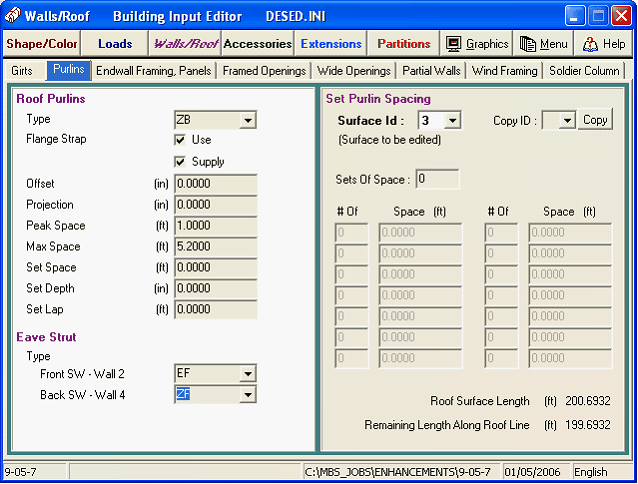 Walls/Roof Building Input Editor DESED.INI
Shape/Color Loads Walls/Roof Accessories Extensions Partitions Graphics Menu Help
Girts Purlins Endwall Framing, Panels Framed Openings Wide Openings Partial Walls Wind Framing Soldier Column
Roof Purlins
Type ZB
Flange Strap Use
Supply
Offset (in) 0.0000
Projection (in) 0.0000
Peak Space (ft) 1.0000
Max Space (ft) 5.2000
Set Space (ft) 0.0000
Set Depth (in) 0.0000
Set Lap (ft) 0.0000
Eave Strut
Type
Front SW - Wall 2 EF
Back SW - Wall 4 ZF
Set Purlin Spacing
Surface Id : 3 Copy ID : Copy
(Surface to be edited)
Sets Of Space : 0
# Of Space (ft) # Of Space (ft)
0 0.0000 0 0.0000
0 0.0000 0 0.0000
0 0.0000 0 0.0000
0 0.0000 0 0.0000
0 0.0000 0 0.0000
0 0.0000 0 0.0000
0 0.0000 0 0.0000
Roof Surface Length (ft) 200.6932
Remaining Length Along Roof Line (ft) 199.6932
9-05-7 C:\MBS_JOBS\ENHANCEMENTS\9-05-7 01/05/2006 English